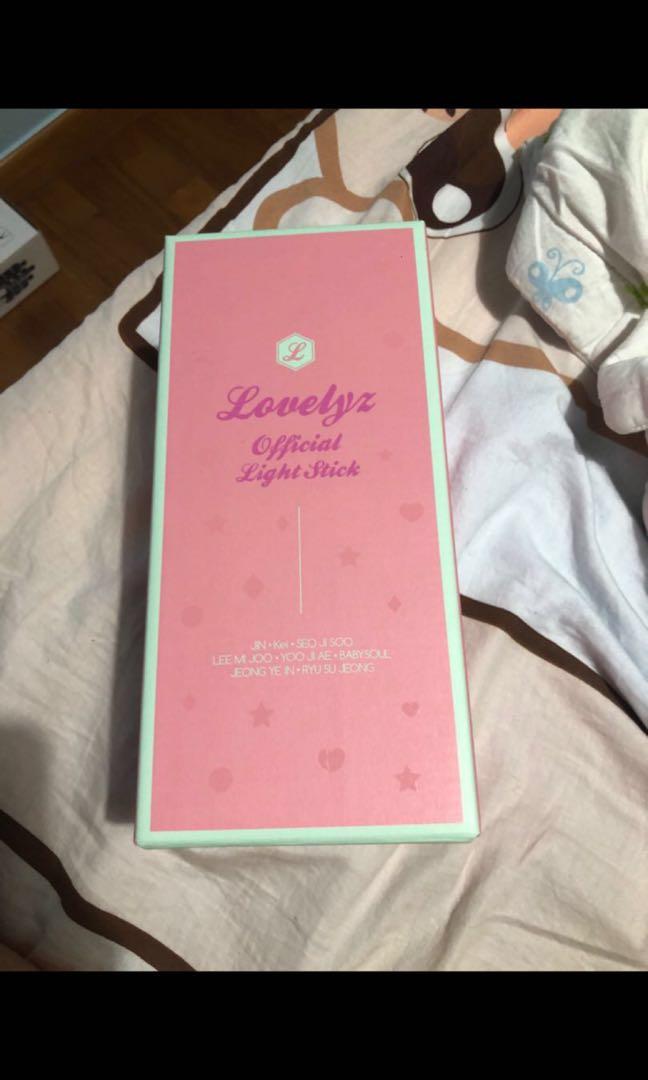 L
Lovelyz
Official
Light Stick
JIN • Kei • SEO JI SOO
LEE MI JOO • YOO JI AE • BABYSOUL
JEONG YE IN • RYU SU JEONG